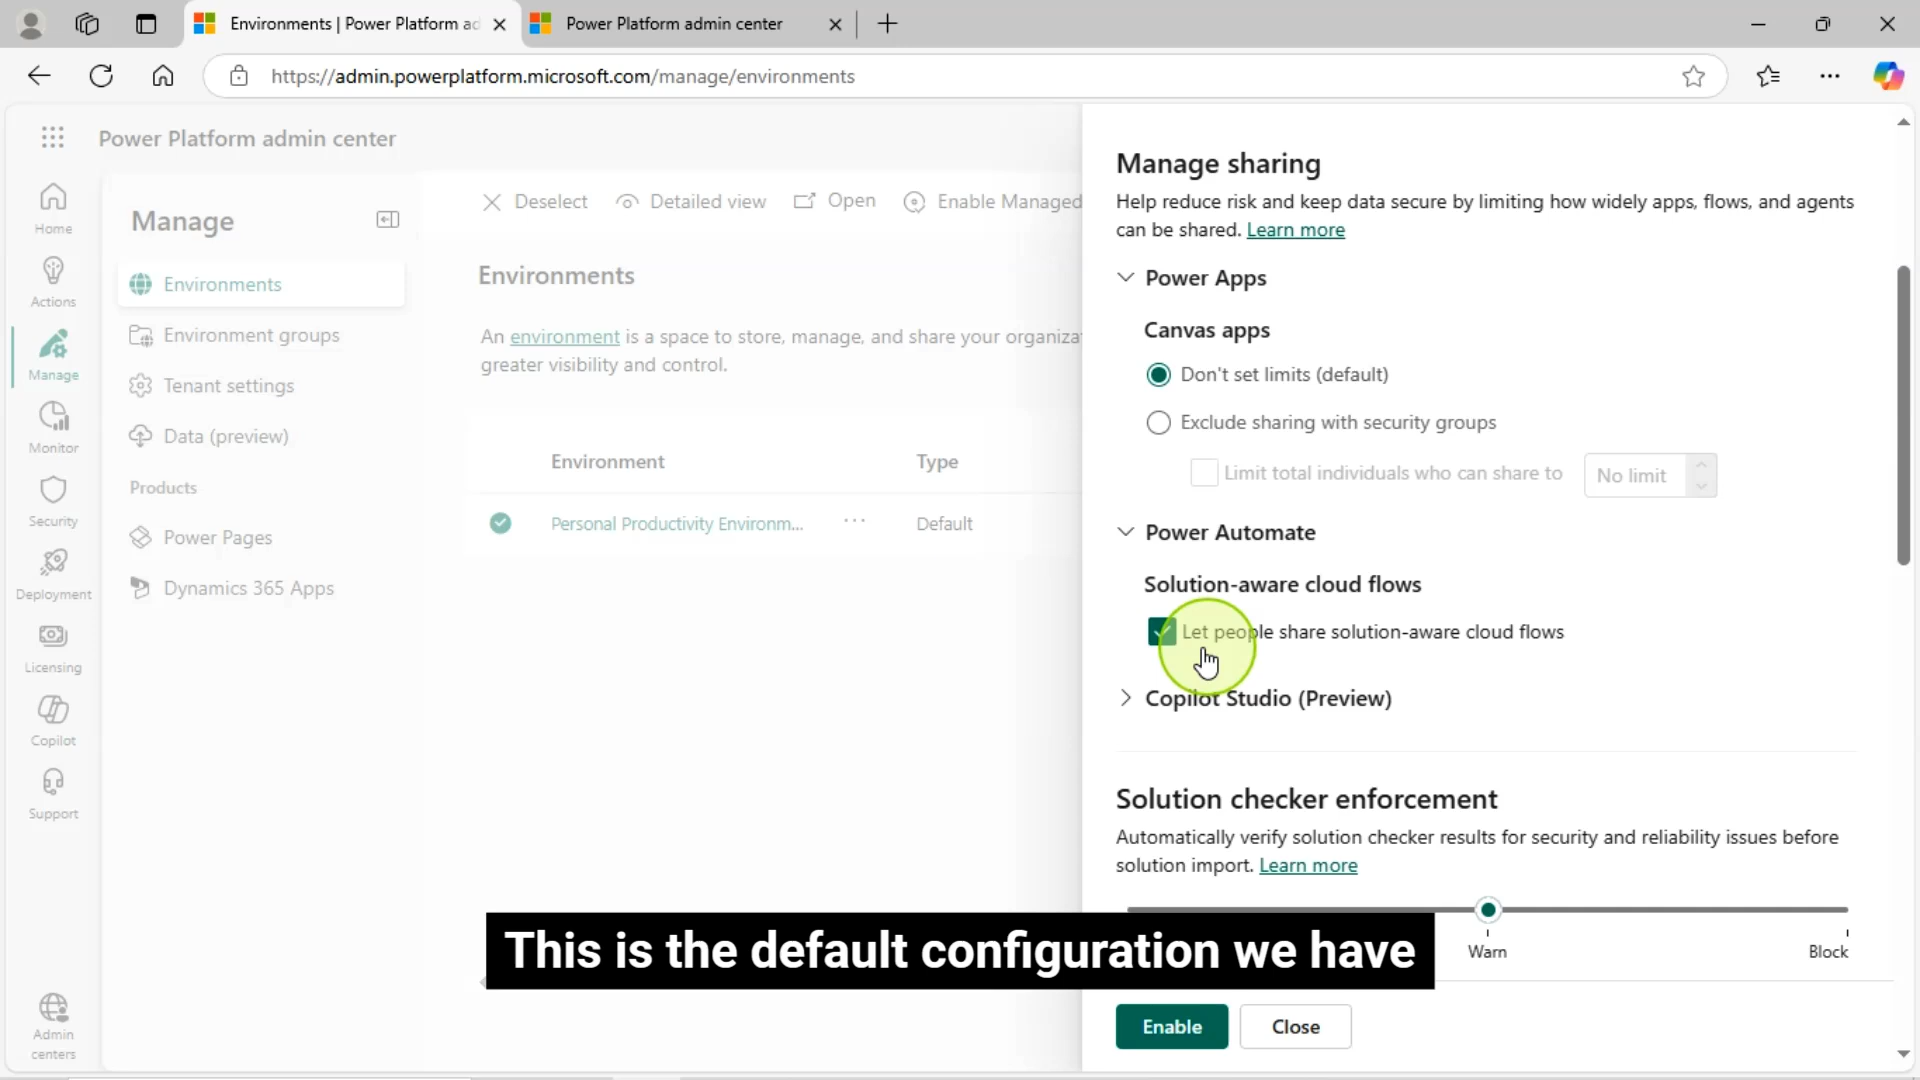 Environments | Power Platform ad
Power Platform admin center
https://admin.powerplatform.microsoft.com/manage/environments
Power Platform admin center
Home
Actions
Manage
Monitor
Security
Deployment
Licensing
Copilot
Support
Admin
centers
Manage
Environments
Environment groups
Tenant settings
Data (preview)
Products
Power Pages
Dynamics 365 Apps
Deselect
Detailed view
Open
Enable Managed
Environments
An environment is a space to store, manage, and share your organiza
greater visibility and control.
Environment Type
Personal Productivity Environm... ... Default
Manage sharing
Help reduce risk and keep data secure by limiting how widely apps, flows, and agents
can be shared. Learn more
Power Apps
Canvas apps
Don't set limits (default)
Exclude sharing with security groups
Limit total individuals who can share to No limit
Power Automate
Solution-aware cloud flows
Let people share solution-aware cloud flows
Copilot Studio (Preview)
Solution checker enforcement
Automatically verify solution checker results for security and reliability issues before
solution import. Learn more
Warn Block
Enable Close
This is the default configuration we have